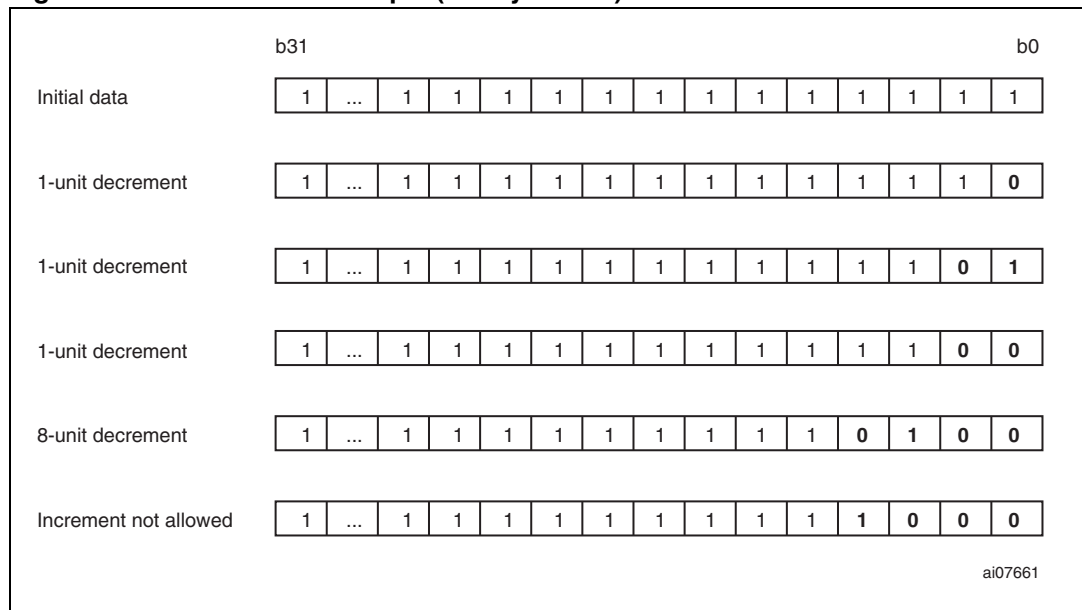 b31 b0
Initial data 1 ... 1 1 1 1 1 1 1 1 1 1 1 1 1
1-unit decrement 1 ... 1 1 1 1 1 1 1 1 1 1 1 1 0
1-unit decrement 1 ... 1 1 1 1 1 1 1 1 1 1 1 0 1
1-unit decrement 1 ... 1 1 1 1 1 1 1 1 1 1 1 0 0
8-unit decrement 1 ... 1 1 1 1 1 1 1 1 1 0 1 0 0
Increment not allowed 1 ... 1 1 1 1 1 1 1 1 1 1 0 0 0
ai07661